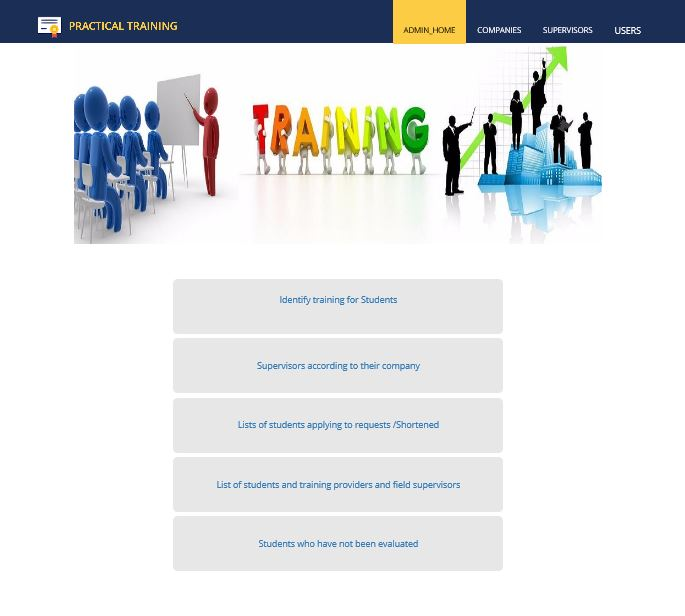 PRACTICAL TRAINING
ADMIN_HOME
COMPANIES
SUPERVISORS
USERS
TRAINING
Identify training for Students
Supervisors according to their company
Lists of students applying to requests /Shortened
List of students and training providers and field supervisors
Students who have not been evaluated